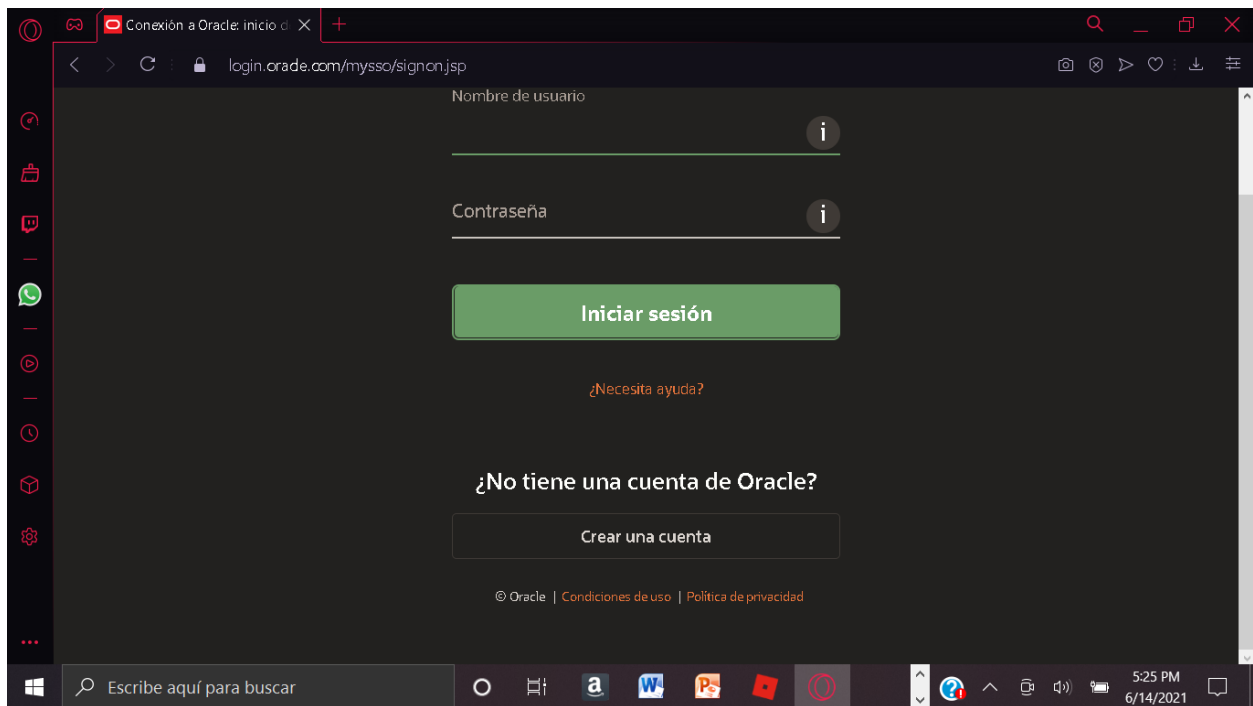 Conexión a Oracle: inicio d
login.oracle.com/mysso/signon.jsp
Nombre de usuario
i
Contraseña
i
Iniciar sesión
¿Necesita ayuda?
¿No tiene una cuenta de Oracle?
Crear una cuenta
© Oracle | Condiciones de uso | Política de privacidad
Escribe aquí para buscar
5:25 PM
6/14/2021